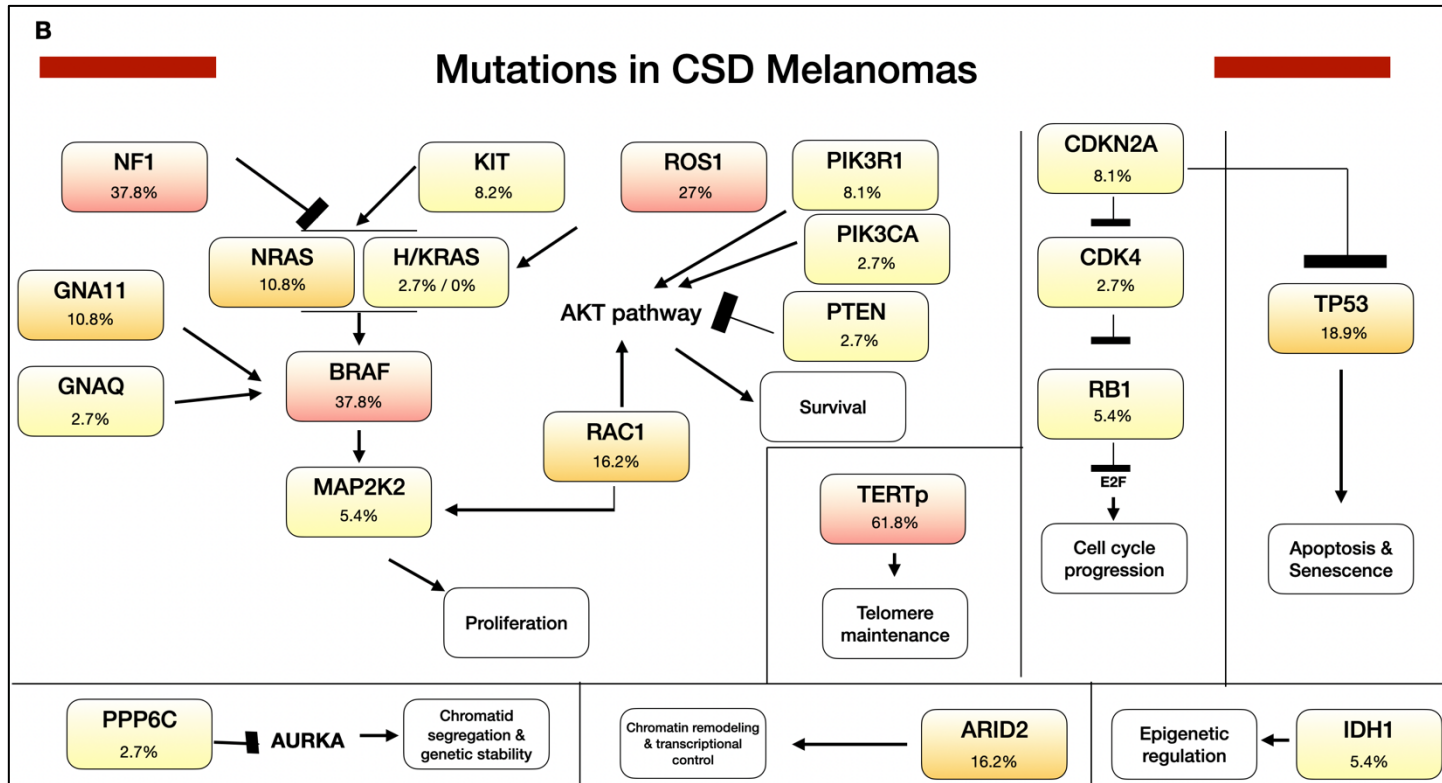 B
Mutations in CSD Melanomas
NF1
37.8%
KIT
8.2%
ROS1
27%
PIK3R1
8.1%
CDKN2A
8.1%
NRAS
10.8%
H/KRAS
2.7% / 0%
PIK3CA
2.7%
CDK4
2.7%
GNA11
10.8%
AKT pathway
PTEN
2.7%
TP53
18.9%
GNAQ
2.7%
BRAF
37.8%
Survival
RB1
5.4%
RAC1
16.2%
MAP2K2
5.4%
TERTp
61.8%
E2F
Cell cycle
progression
Apoptosis &
Senescence
Proliferation
Telomere
maintenance
PPP6C
2.7%
AURKA
Chromatid
segregation &
genetic stability
Chromatin remodeling
& transcriptional
control
ARID2
16.2%
Epigenetic
regulation
IDH1
5.4%